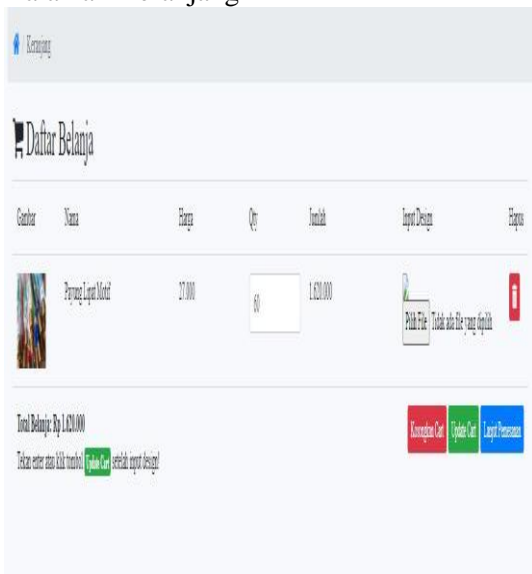 Keranjang
Daftar Belanja
Gambar Nama Harga Qty Jumlah Input Design Hapus
Payung Lipat Motif 27.000 60 1.620.000 Pilih File Tidak ada file yang dipilih
Total Belanja: Rp 1.620.000
Kosongkan Cart Update Cart Lanjut Pemesanan
Tekan enter atau klik tombol Update Cart setelah input design!